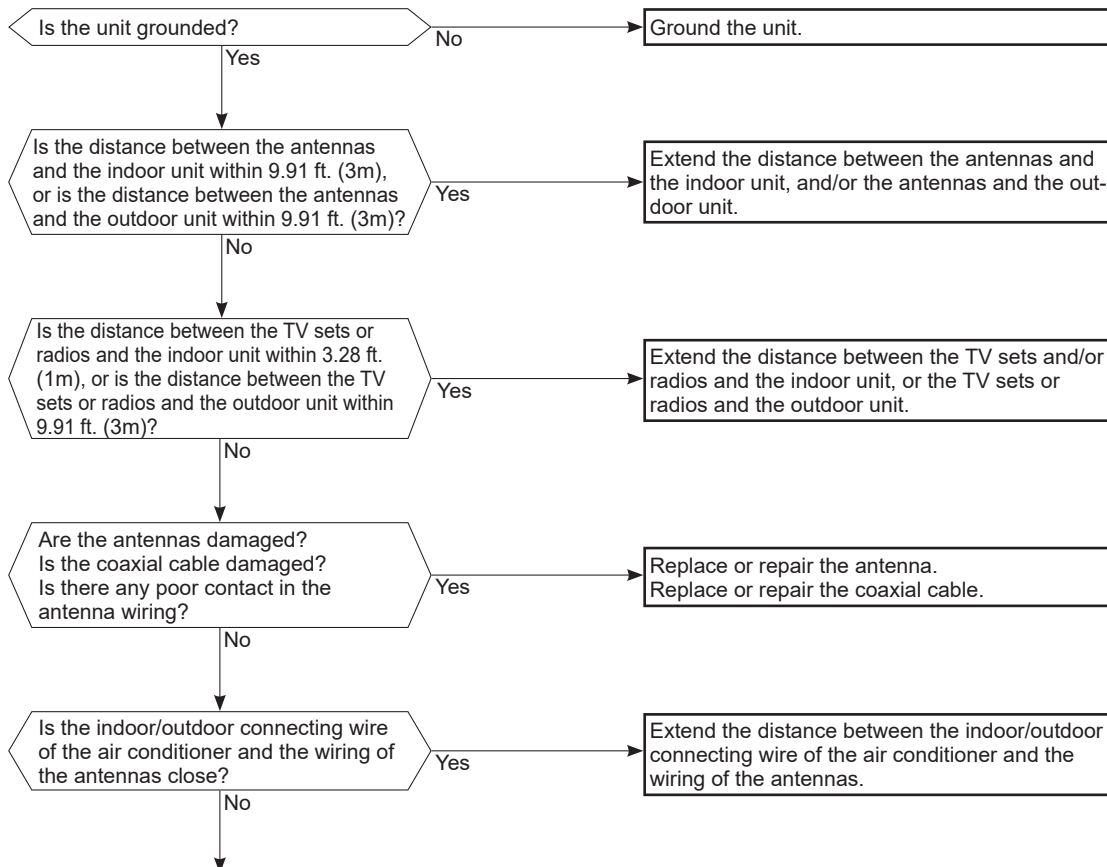 Is the unit grounded?
No
Ground the unit.
Yes
Is the distance between the antennas
and the indoor unit within 9.91 ft. (3m),
or is the distance between the antennas
and the outdoor unit within 9.91 ft. (3m)?
Yes
Extend the distance between the antennas and
the indoor unit, and/or the antennas and the out-
door unit.
No
Is the distance between the TV sets or
radios and the indoor unit within 3.28 ft.
(1m), or is the distance between the TV
sets or radios and the outdoor unit within
9.91 ft. (3m)?
Yes
Extend the distance between the TV sets and/or
radios and the indoor unit, or the TV sets or
radios and the outdoor unit.
No
Are the antennas damaged?
Is the coaxial cable damaged?
Is there any poor contact in the
antenna wiring?
Yes
Replace or repair the antenna.
Replace or repair the coaxial cable.
No
Is the indoor/outdoor connecting wire
of the air conditioner and the wiring of
the antennas close?
Yes
Extend the distance between the indoor/outdoor
connecting wire of the air conditioner and the
wiring of the antennas.
No